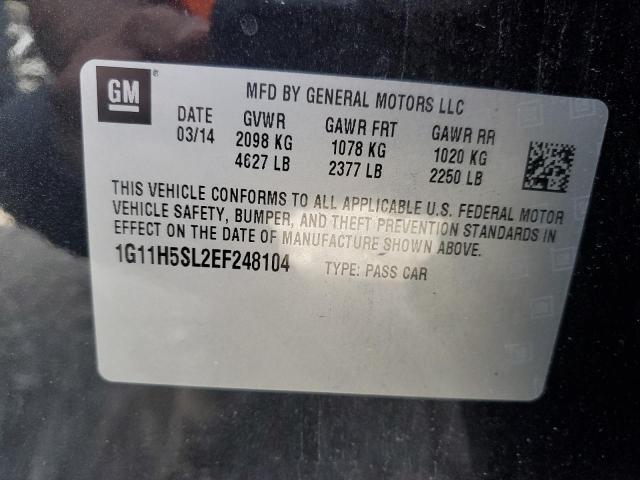 GM®
MFD BY GENERAL MOTORS LLC
DATE GVWR GAWR FRT GAWR RR
03/14 2098 KG 1078 KG 1020 KG
4627 LB 2377 LB 2250 LB
THIS VEHICLE CONFORMS TO ALL APPLICABLE U.S. FEDERAL MOTOR
VEHICLE SAFETY, BUMPER, AND THEFT PREVENTION STANDARDS IN
EFFECT ON THE DATE OF MANUFACTURE SHOWN ABOVE.
1G11H5SL2EF248104 TYPE: PASS CAR